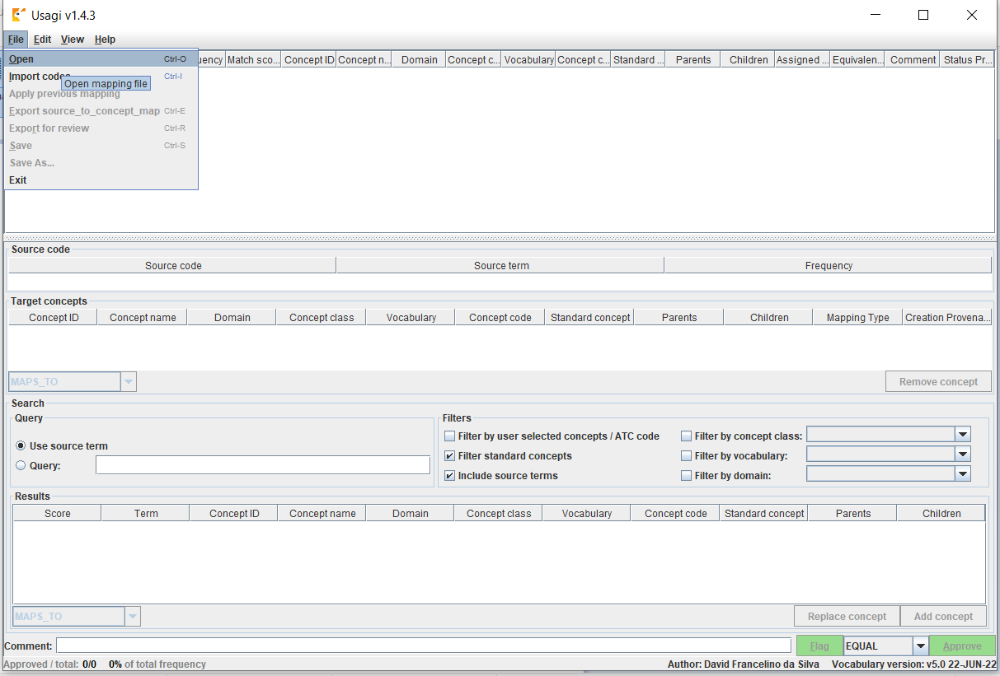 Usagi v1.4.3
File Edit View Help
Open Ctrl-O
Import codes Ctrl-I
Open mapping file
Apply previous mapping
Export source_to_concept_map Ctrl-E
Export for review Ctrl-R
Save Ctrl-S
Save As...
Exit
uency Match sco... Concept ID Concept n... Domain Concept c... Vocabulary Concept c... Standard ... Parents Children Assigned ... Equivalen... Comment Status Pr...
Source code
Source code Source term Frequency
Target concepts
Concept ID Concept name Domain Concept class Vocabulary Concept code Standard concept Parents Children Mapping Type Creation Provena...
MAPS_TO Remove concept
Search
Query Filters
Use source term
Query:
Filter by user selected concepts / ATC code Filter by concept class:
Filter standard concepts Filter by vocabulary:
Include source terms Filter by domain:
Results
Score Term Concept ID Concept name Domain Concept class Vocabulary Concept code Standard concept Parents Children
MAPS_TO Replace concept Add concept
Comment: Flag EQUAL Approve
Approved / total: 0/0 0% of total frequency Author: David Francelino da Silva Vocabulary version: v5.0 22-JUN-22